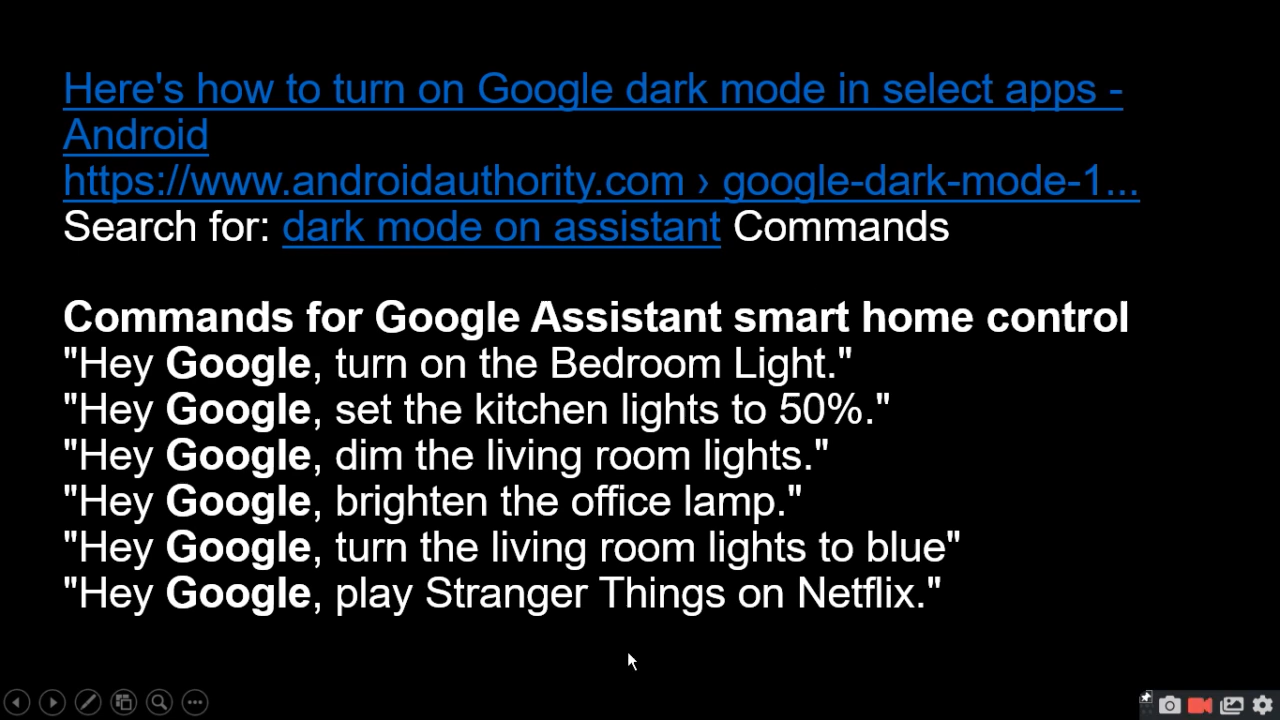 Here's how to turn on Google dark mode in select apps -
Android
https://www.androidauthority.com › google-dark-mode-1...
Search for: dark mode on assistant Commands
Commands for Google Assistant smart home control
"Hey Google, turn on the Bedroom Light."
"Hey Google, set the kitchen lights to 50%."
"Hey Google, dim the living room lights."
"Hey Google, brighten the office lamp."
"Hey Google, turn the living room lights to blue"
"Hey Google, play Stranger Things on Netflix."